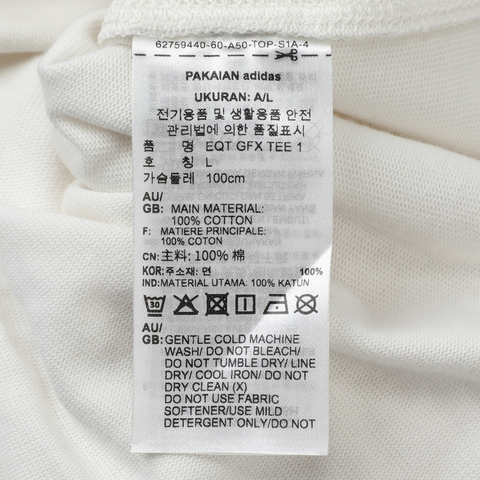 62759440-60-A50-TOP-S1A-4
PAKAIAN adidas
UKURAN: A/L
전기용품 및 생활용품 안전
관리법에 의한 품질표시
품 명 EQT GFX TEE 1
호 칭 L
가슴둘레 100cm
AU/
GB: MAIN MATERIAL:
100% COTTON
F: MATIERE PRINCIPALE:
100% COTON
CN: 主料: 100% 棉
KOR: 주소재: 면 100%
IND: MATERIAL UTAMA: 100% KATUN
30
AU/
GB: GENTLE COLD MACHINE
WASH/ DO NOT BLEACH/
DO NOT TUMBLE DRY/ LINE
DRY/ COOL IRON/ DO NOT
DRY CLEAN (X)
DO NOT USE FABRIC
SOFTENER/USE MILD
DETERGENT ONLY/DO NOT